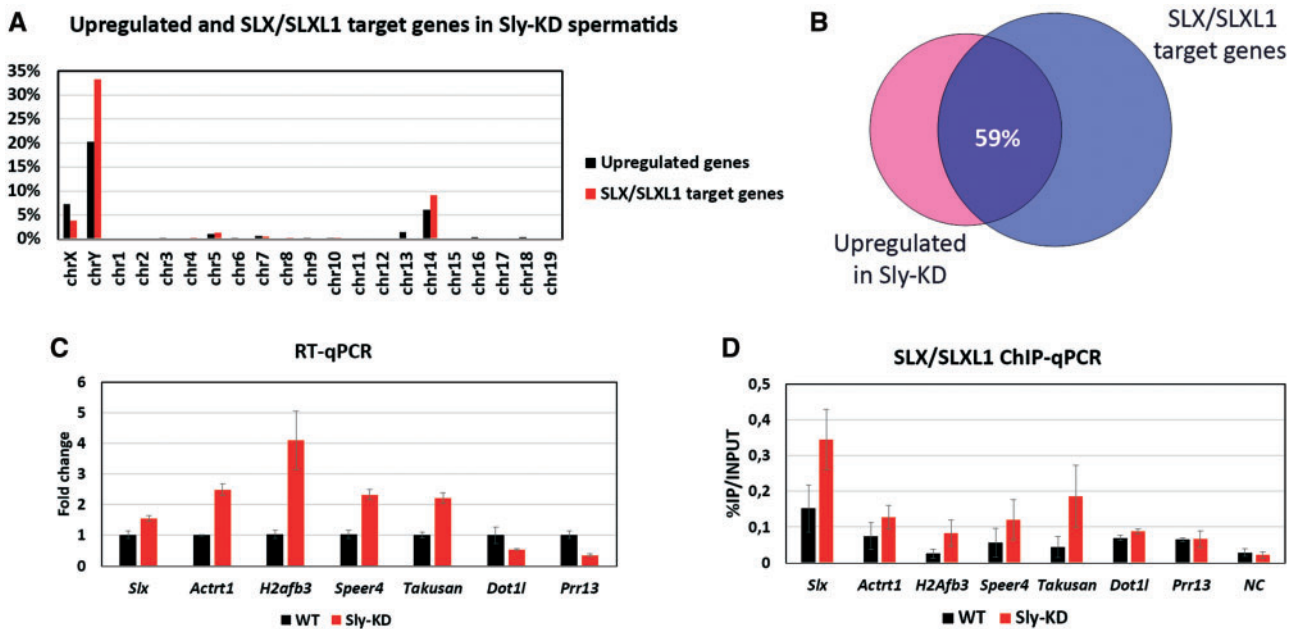 A
Upregulated and SLX/SLXL1 target genes in Sly-KD spermatids
35%
30%
25%
20%
15%
10%
5%
0%
chrX
chrY
chr1
chr2
chr3
chr4
chr5
chr6
chr7
chr8
chr9
chr10
chr11
chr12
chr13
chr14
chr15
chr16
chr17
chr18
chr19
Upregulated genes
SLX/SLXL1 target genes
B
SLX/SLXL1
target genes
59%
Upregulated
in Sly-KD
C
RT-qPCR
Fold change
6
5
4
3
2
1
0
Slx Actrt1 H2afb3 Speer4 Takusan Dot1l Prr13
WT Sly-KD
D
SLX/SLXL1 ChIP-qPCR
%IP/INPUT
0,5
0,4
0,3
0,2
0,1
0
Slx Actrt1 H2Afb3 Speer4 Takusan Dot1l Prr13 NC
WT Sly-KD